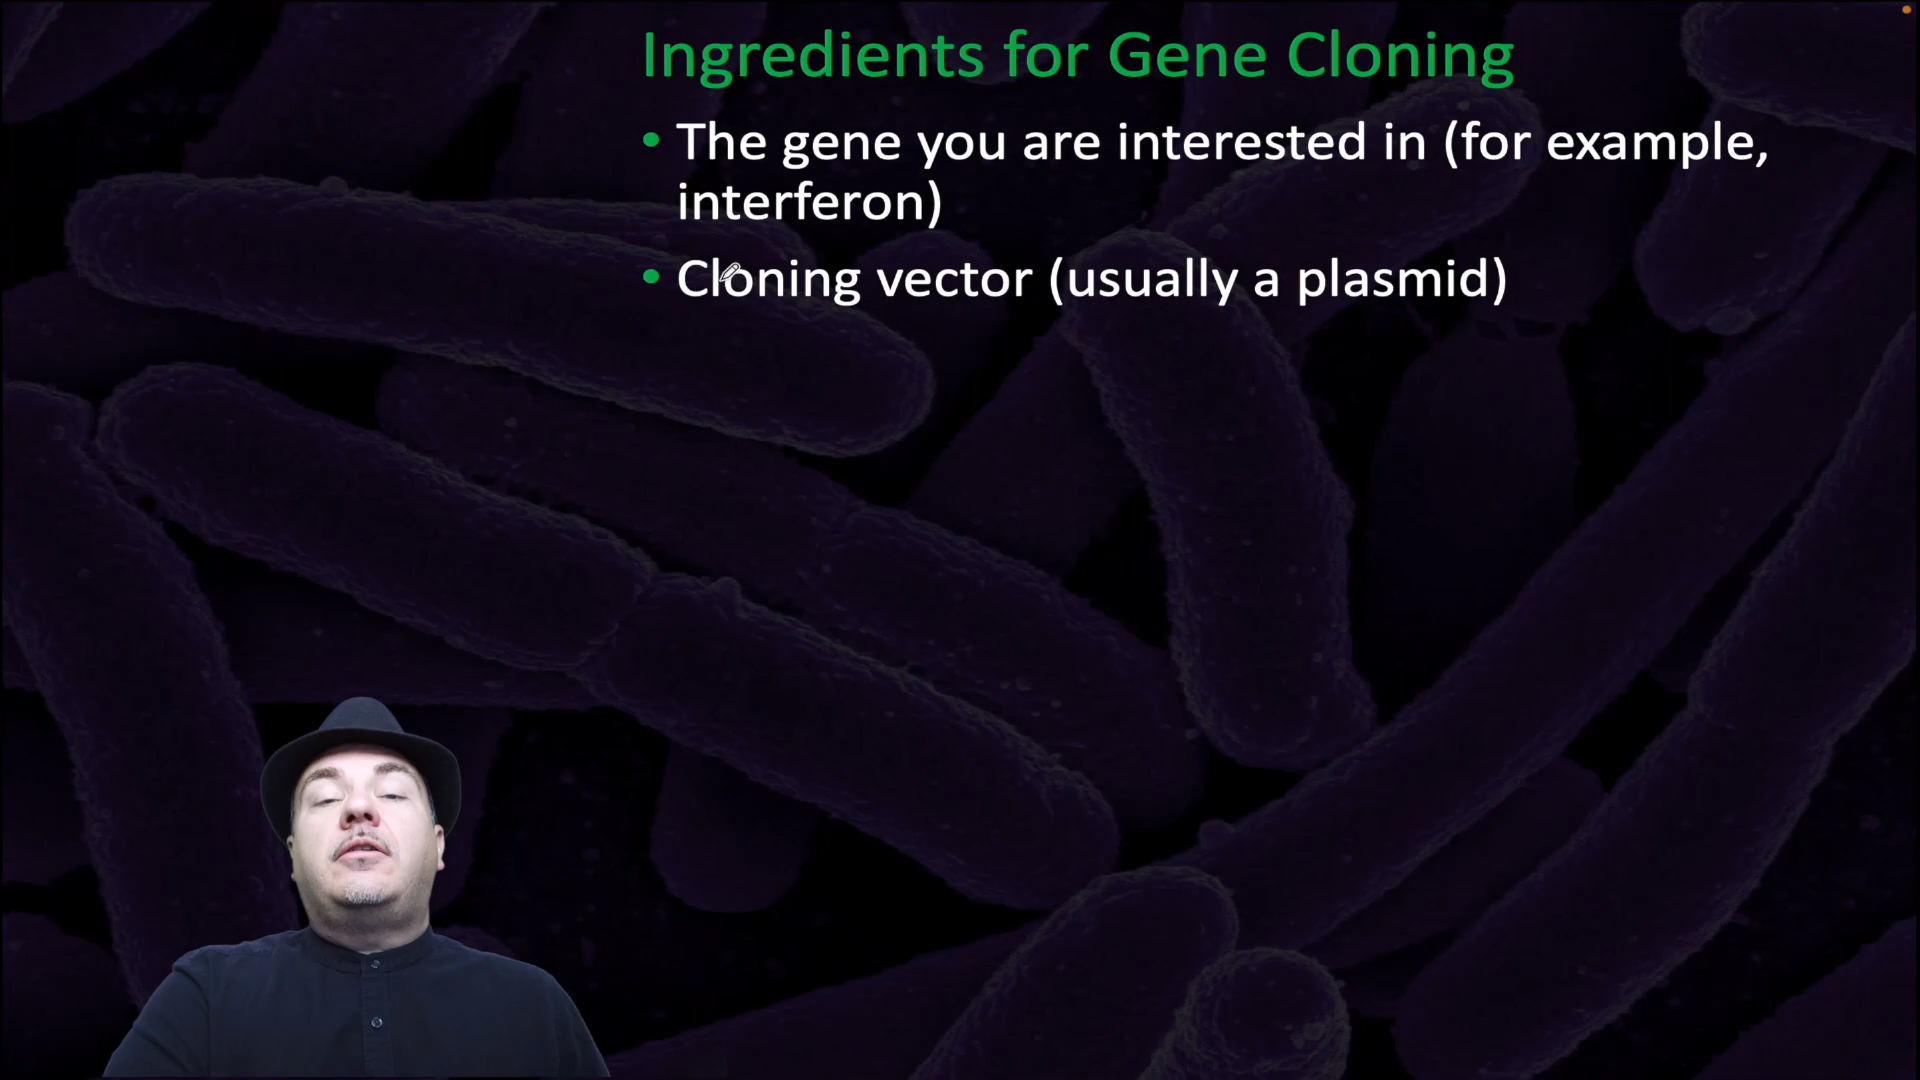 Ingredients for Gene Cloning
• The gene you are interested in (for example,
interferon)
• Cloning vector (usually a plasmid)